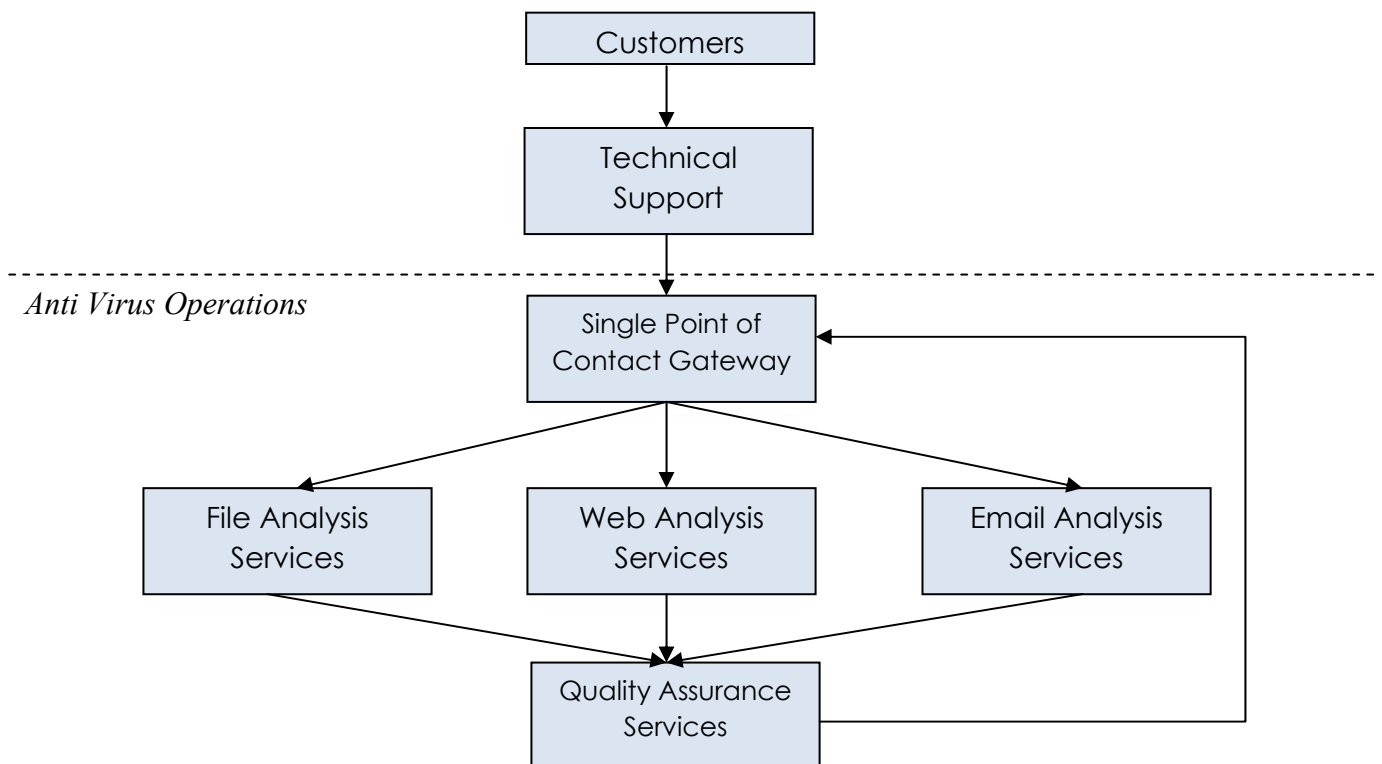 Customers
Technical
Support
Anti Virus Operations
Single Point of
Contact Gateway
File Analysis
Services
Web Analysis
Services
Email Analysis
Services
Quality Assurance
Services